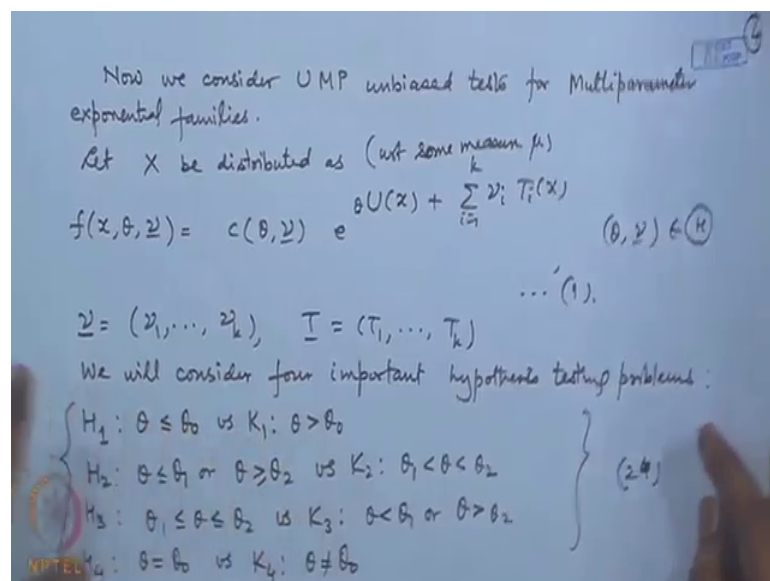 Now we consider UMP unbiased tests for Multiparameter
exponential families.
Let X be distributed as (wrt some measure μ)
f(x,θ,ν) = c(θ,ν) e^{θU(x) + Σ_{i=1}^{k} ν_i T_i(x)} (θ,ν) ∈ Ⓗ
...(1).
ν = (ν_1,..., ν_k), T = (T_1,..., T_k)
We will consider four important hypothesis testing problems:
H_1: θ ≤ θ_0 vs K_1: θ > θ_0
H_2: θ ≤ θ_1 or θ ≥ θ_2 vs K_2: θ_1 < θ < θ_2
H_3: θ_1 ≤ θ ≤ θ_2 vs K_3: θ < θ_1 or θ > θ_2
H_4: θ = θ_0 vs K_4: θ ≠ θ_0
NPTEL